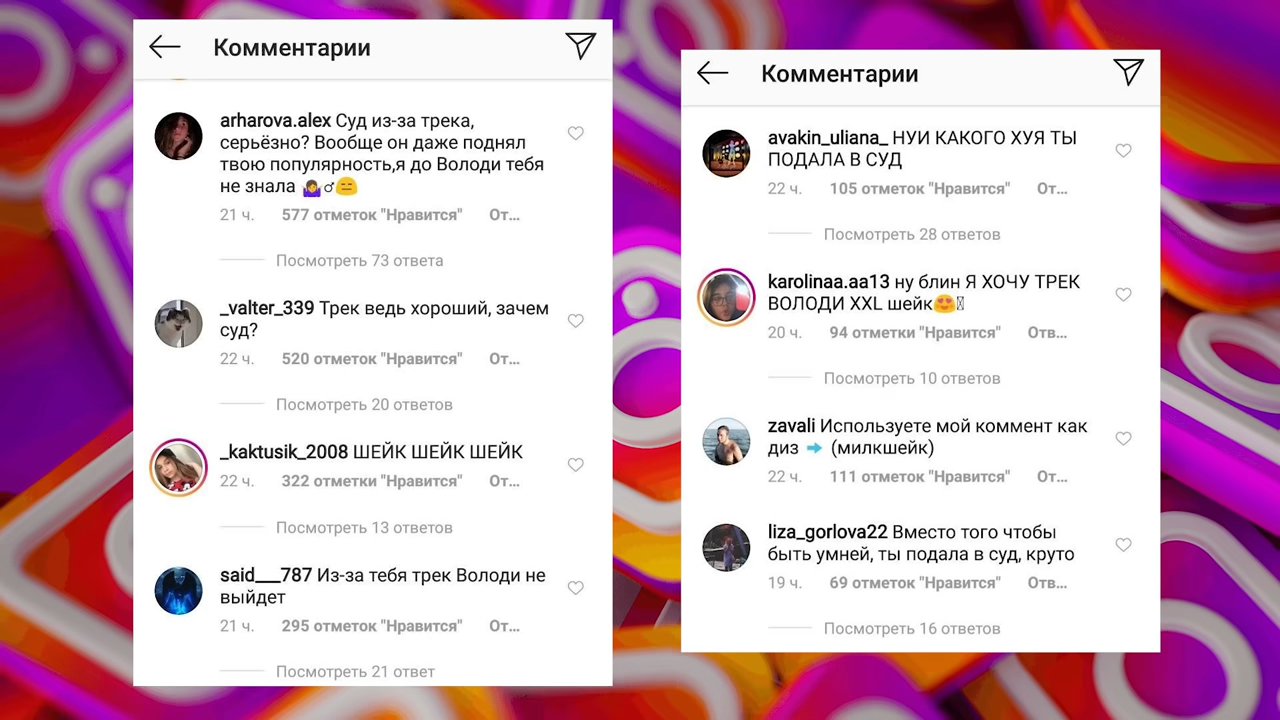 Комментарии
arharova.alex Суд из-за трека,
серьёзно? Вообще он даже поднял
твою популярность,я до Володи тебя
не знала 🤷‍♀️♂😑
21 ч. 577 отметок "Нравится" От...
Посмотреть 73 ответа
_valter_339 Трек ведь хороший, зачем
суд?
22 ч. 520 отметок "Нравится" От...
Посмотреть 20 ответов
_kaktusik_2008 ШЕЙК ШЕЙК ШЕЙК
22 ч. 322 отметки "Нравится" От...
Посмотреть 13 ответов
said___787 Из-за тебя трек Володи не
выйдет
21 ч. 295 отметок "Нравится" От...
Посмотреть 21 ответ
Комментарии
avakin_uliana_ НУИ КАКОГО ХУЯ ТЫ
ПОДАЛА В СУД
22 ч. 105 отметок "Нравится" От...
Посмотреть 28 ответов
karolinaa.aa13 ну блин Я ХОЧУ ТРЕК
ВОЛОДИ XXL шейк😍
20 ч. 94 отметки "Нравится" Отв...
Посмотреть 10 ответов
zavali Используете мой коммент как
диз ➡ (милкшейк)
22 ч. 111 отметок "Нравится" От...
liza_gorlova22 Вместо того чтобы
быть умней, ты подала в суд, круто
19 ч. 69 отметок "Нравится" Отв...
Посмотреть 16 ответов